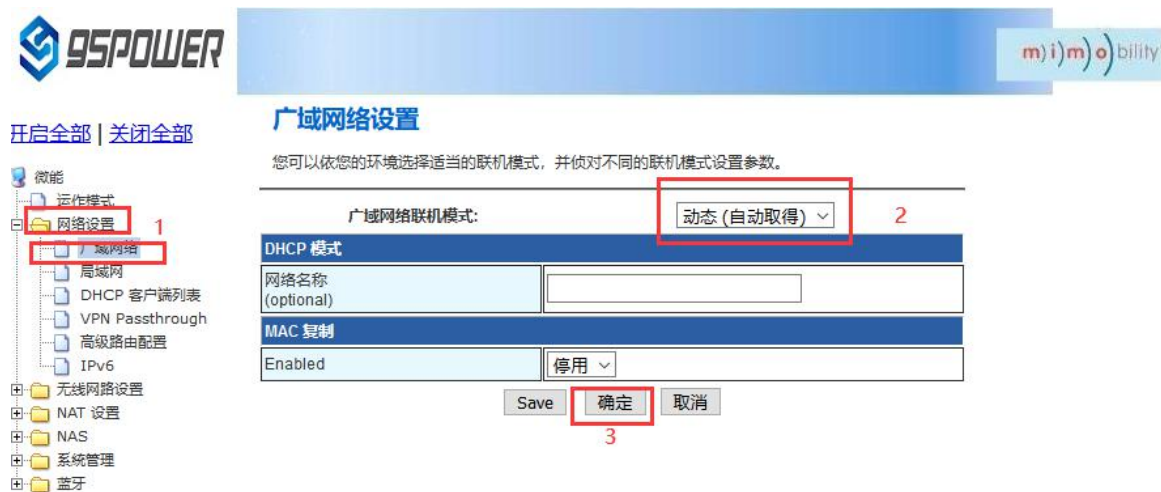 95POWER
m)i)m)o)bility
开启全部 | 关闭全部
微能
运作模式
网络设置
1
广域网络
局域网
DHCP 客户端列表
VPN Passthrough
高级路由配置
IPv6
无线网路设置
NAT 设置
NAS
系统管理
蓝牙
广域网络设置
您可以依您的环境选择适当的联机模式，并侦对不同的联机模式设置参数。
广域网络联机模式:
动态 (自动取得)
2
DHCP 模式
网络名称
(optional)
MAC 复制
Enabled
停用
Save
确定
取消
3